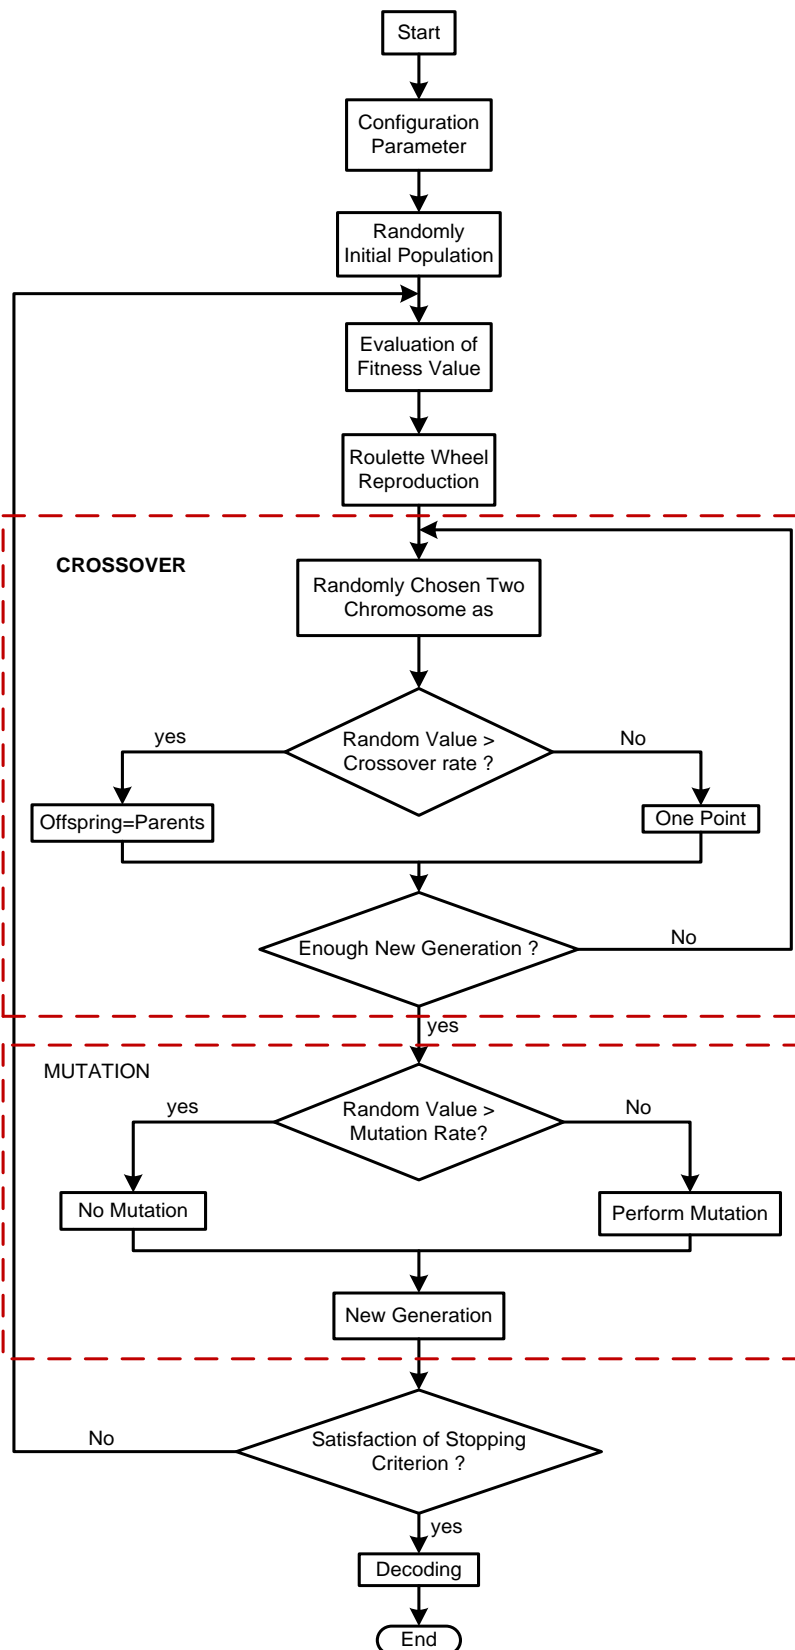 Start
Configuration
Parameter
Randomly
Initial Population
Evaluation of
Fitness Value
Roulette Wheel
Reproduction
CROSSOVER
Randomly Chosen Two
Chromosome as
yes
Random Value >
Crossover rate ?
No
Offspring=Parents
One Point
Enough New Generation ?
No
yes
MUTATION
yes
Random Value >
Mutation Rate?
No
No Mutation
Perform Mutation
New Generation
No
Satisfaction of Stopping
Criterion ?
yes
Decoding
End